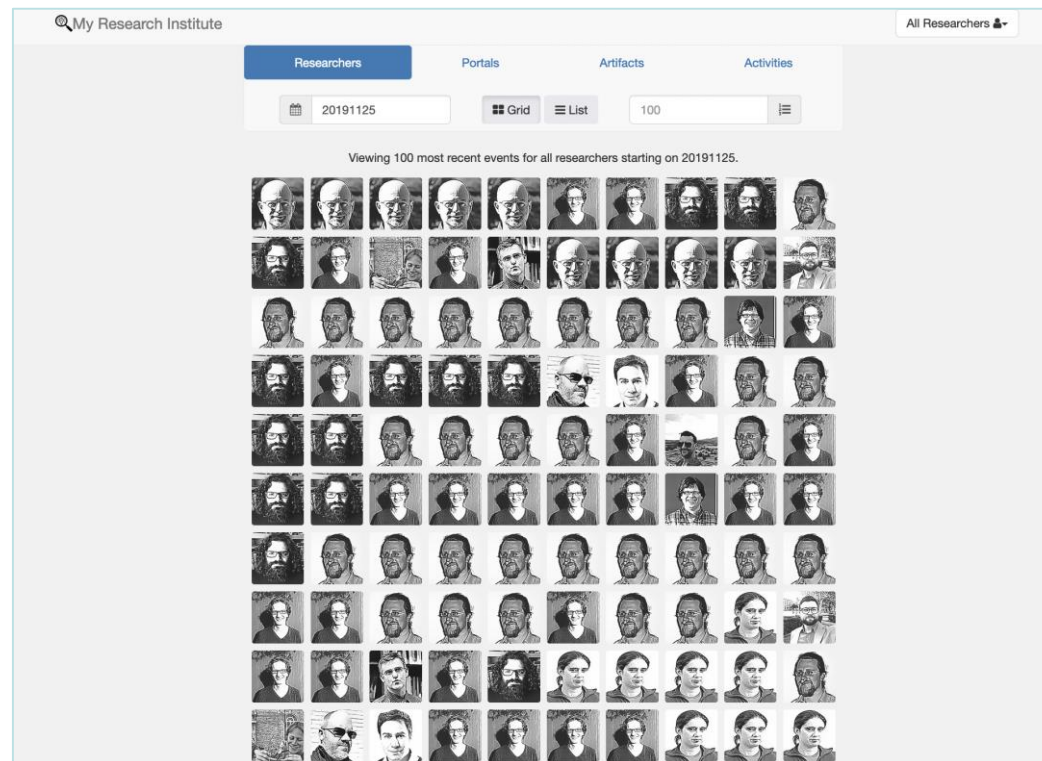 My Research Institute
All Researchers
Researchers Portals Artifacts Activities
20191125 Grid List 100
Viewing 100 most recent events for all researchers starting on 20191125.